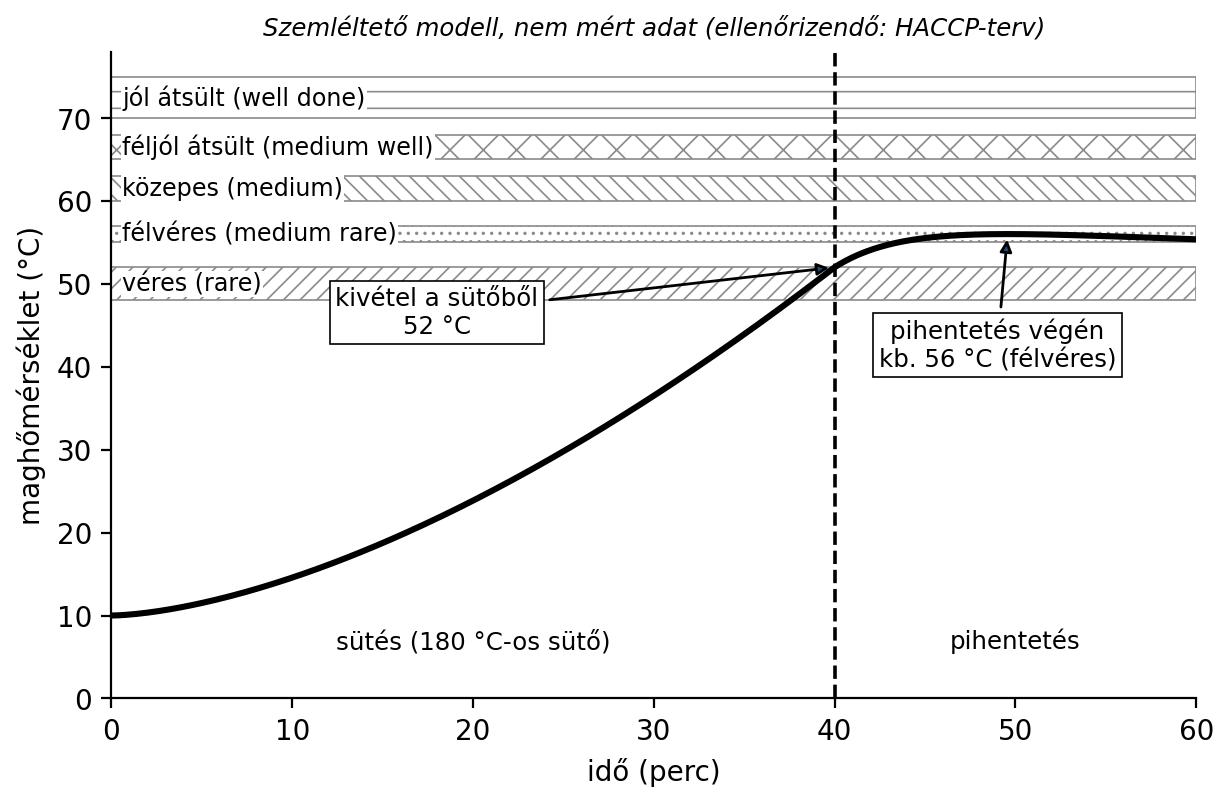 Szemléltető modell, nem mért adat (ellenőrizendő: HACCP-terv)
maghőmérséklet (°C)
70
60
50
40
30
20
10
0
jól átsült (well done)
féljól átsült (medium well)
közepes (medium)
félvéres (medium rare)
véres (rare)
kivétel a sütőből
52 °C
pihentetés végén
kb. 56 °C (félvéres)
sütés (180 °C-os sütő)
pihentetés
0 10 20 30 40 50 60
idő (perc)